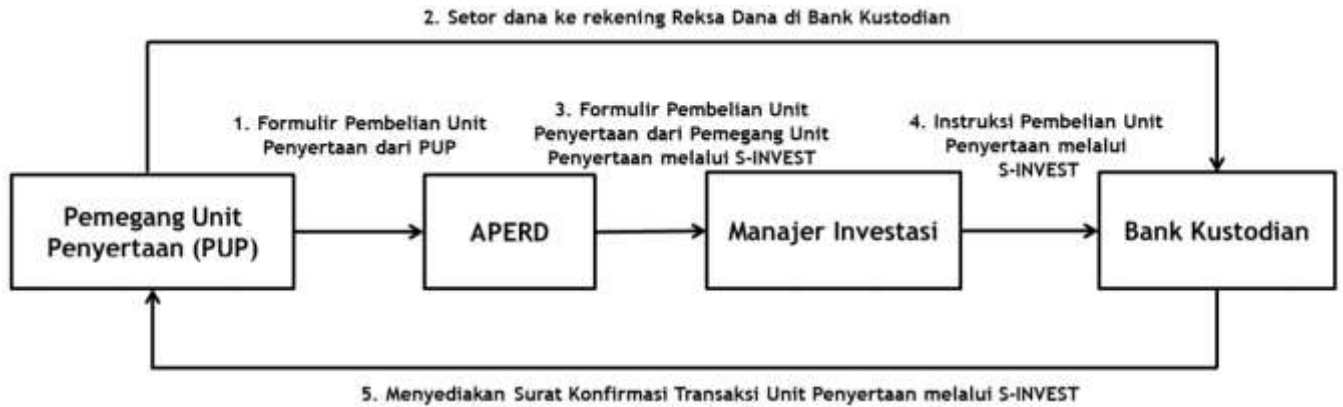 2. Setor dana ke rekening Reksa Dana di Bank Kustodian
1. Formulir Pembelian Unit
Penyertaan dari PUP
3. Formulir Pembelian Unit
Penyertaan dari Pemegang Unit
Penyertaan melalui S-INVEST
4. Instruksi Pembelian Unit
Penyertaan melalui
S-INVEST
Pemegang Unit
Penyertaan (PUP)
APERD
Manajer Investasi
Bank Kustodian
5. Menyediakan Surat Konfirmasi Transaksi Unit Penyertaan melalui S-INVEST